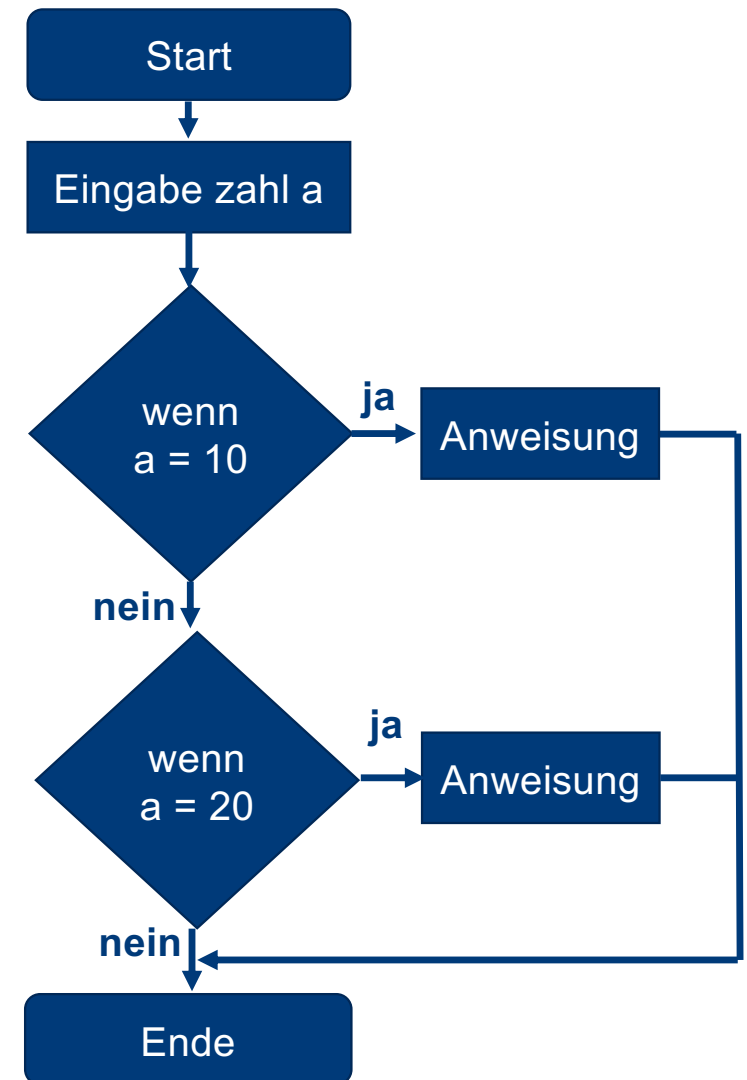 Start
Eingabe zahl a
wenn
a = 10
ja
Anweisung
nein
wenn
a = 20
ja
Anweisung
nein
Ende